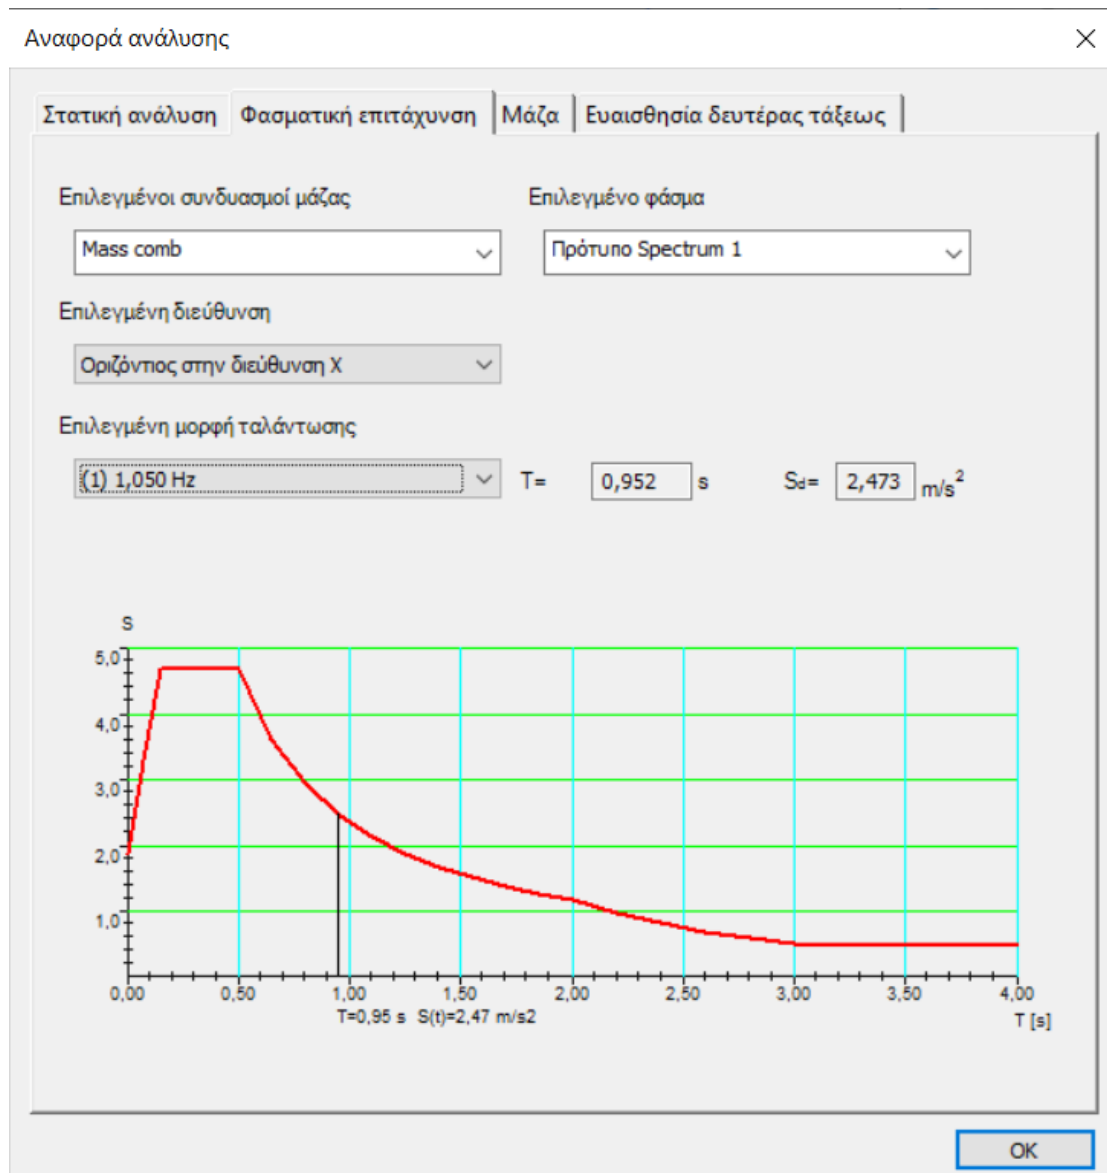 Αναφορά ανάλυσης
Στατική ανάλυση Φασματική επιτάχυνση Μάζα Ευαισθησία δευτέρας τάξεως
Επιλεγμένοι συνδυασμοί μάζας Επιλεγμένο φάσμα
Mass comb Πρότυπο Spectrum 1
Επιλεγμένη διεύθυνση
Οριζόντιος στην διεύθυνση X
Επιλεγμένη μορφή ταλάντωσης
(1) 1,050 Hz T= 0,952 s Sd= 2,473 m/s2
S
5,0
4,0
3,0
2,0
1,0
0,00 0,50 1,00 1,50 2,00 2,50 3,00 3,50 4,00
T=0,95 s S(t)=2,47 m/s2 T [s]
OK